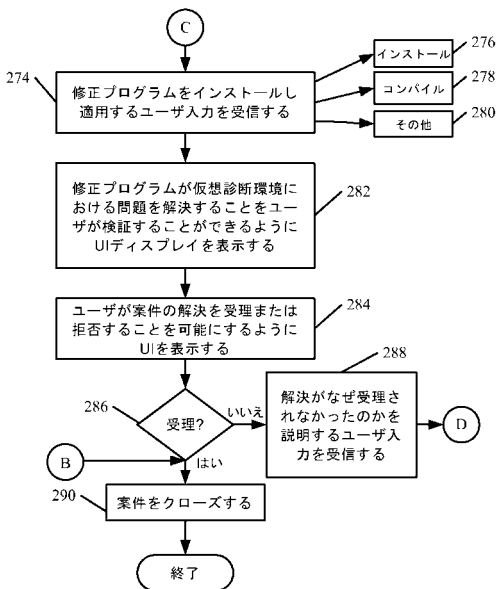 C
276
インストール
274
修正プログラムをインストールし
適用するユーザ入力を受信する
278
コンパイル
280
その他
282
修正プログラムが仮想診断環境に
おける問題を解決することをユー
ザが検証することができるように
UIディスプレイを表示する
284
ユーザが案件の解決を受理または
拒否することを可能にするように
UIを表示する
288
286
受理?
いいえ
解決がなぜ受理さ
れなかったのかを
説明するユーザ入
力を受信する
D
B
はい
290
案件をクローズする
終了